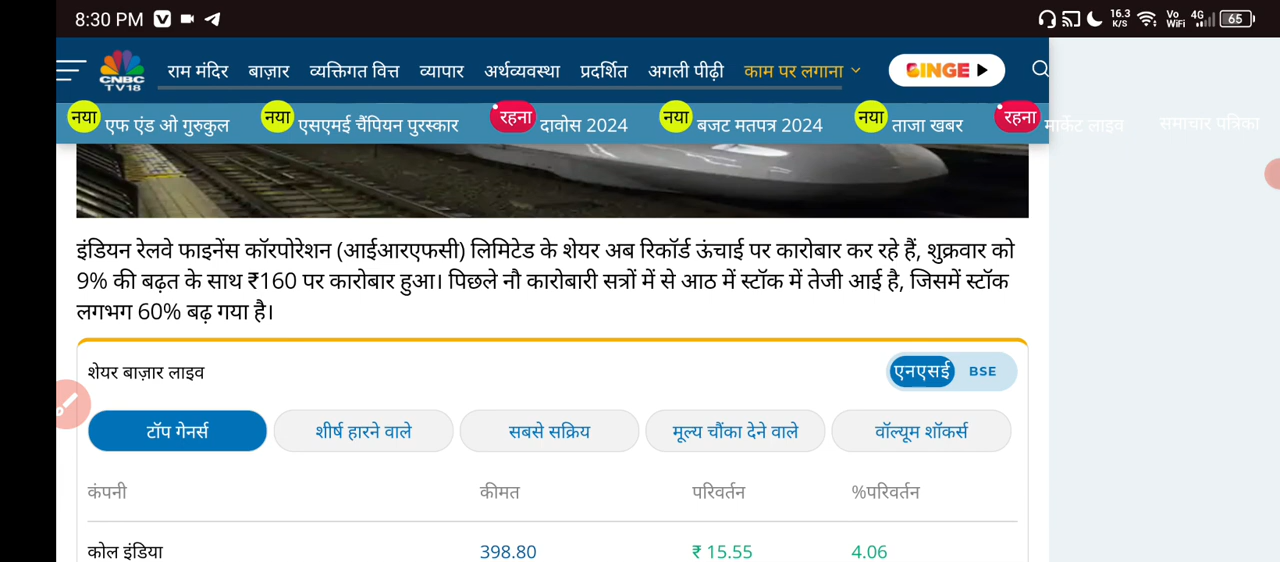 8:30 PM
16.3 K/S Vo WiFi 4G 65
CNBC TV18 राम मंदिर बाज़ार व्यक्तिगत वित्त व्यापार अर्थव्यवस्था प्रदर्शित अगली पीढ़ी काम पर लगाना BINGE
नया एफ एंड ओ गुरुकुल नया एसएमई चैंपियन पुरस्कार रहना दावोस 2024 नया बजट मतपत्र 2024 नया ताजा खबर रहना मार्केट लाइव समाचार पत्रिका
इंडियन रेलवे फाइनेंस कॉरपोरेशन (आईआरएफसी) लिमिटेड के शेयर अब रिकॉर्ड ऊंचाई पर कारोबार कर रहे हैं, शुक्रवार को
9% की बढ़त के साथ ₹160 पर कारोबार हुआ। पिछले नौ कारोबारी सत्रों में से आठ में स्टॉक में तेजी आई है, जिसमें स्टॉक
लगभग 60% बढ़ गया है।
शेयर बाज़ार लाइव एनएसई BSE
टॉप गेनर्स शीर्ष हारने वाले सबसे सक्रिय मूल्य चौंका देने वाले वॉल्यूम शॉकर्स
कंपनी कीमत परिवर्तन %परिवर्तन
कोल इंडिया 398.80 ₹ 15.55 4.06